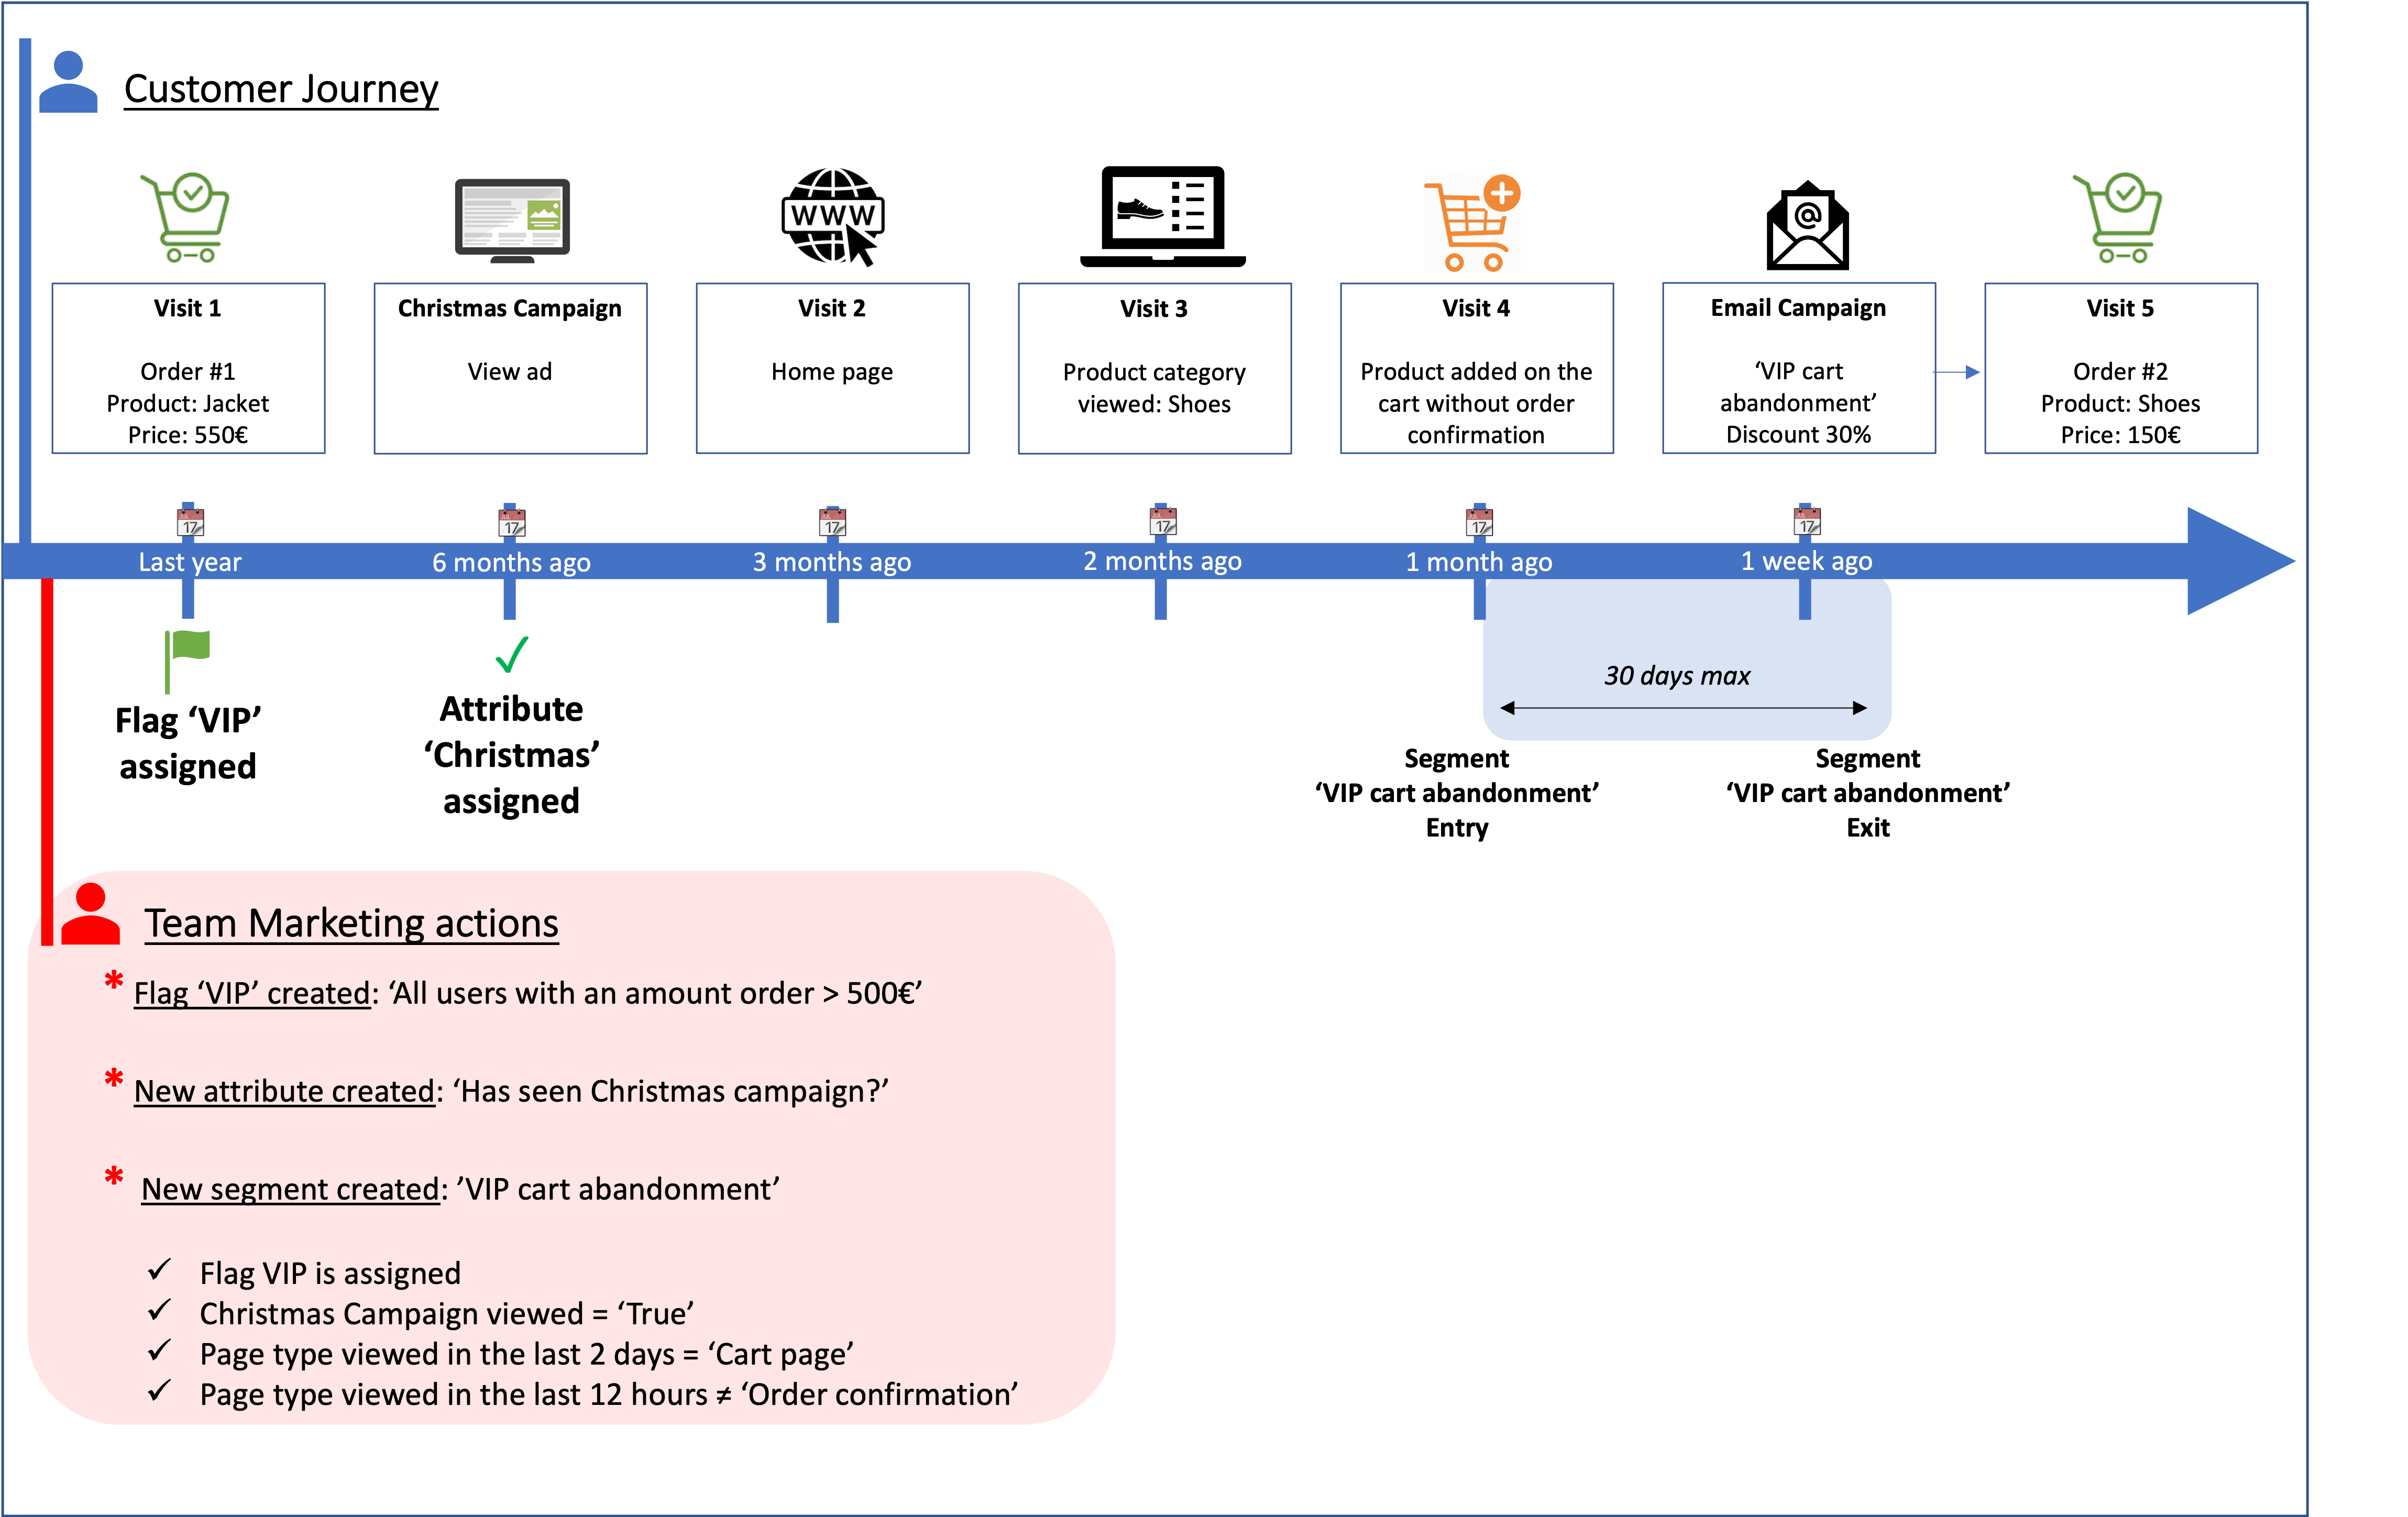 Customer Journey
WWW
Visit 1
Order #1
Product: Jacket
Price: 550€
Christmas Campaign
View ad
Visit 2
Home page
Visit 3
Product category
viewed: Shoes
Visit 4
Product added on the
cart without order
confirmation
@
Email Campaign
‘VIP cart
abandonment’
Discount 30%
Visit 5
Order #2
Product: Shoes
Price: 150€
17
17
17
17
17
17
Last year
6 months ago
3 months ago
2 months ago
1 month ago
1 week ago
Flag ‘VIP’
assigned
Attribute
‘Christmas’
assigned
30 days max
Segment
‘VIP cart abandonment’
Entry
Segment
‘VIP cart abandonment’
Exit
Team Marketing actions
* Flag ‘VIP’ created: ‘All users with an amount order > 500€’
* New attribute created: ‘Has seen Christmas campaign?’
* New segment created: ’VIP cart abandonment’
✓ Flag VIP is assigned
✓ Christmas Campaign viewed = ‘True’
✓ Page type viewed in the last 2 days = ‘Cart page’
✓ Page type viewed in the last 12 hours ≠ ‘Order confirmation’